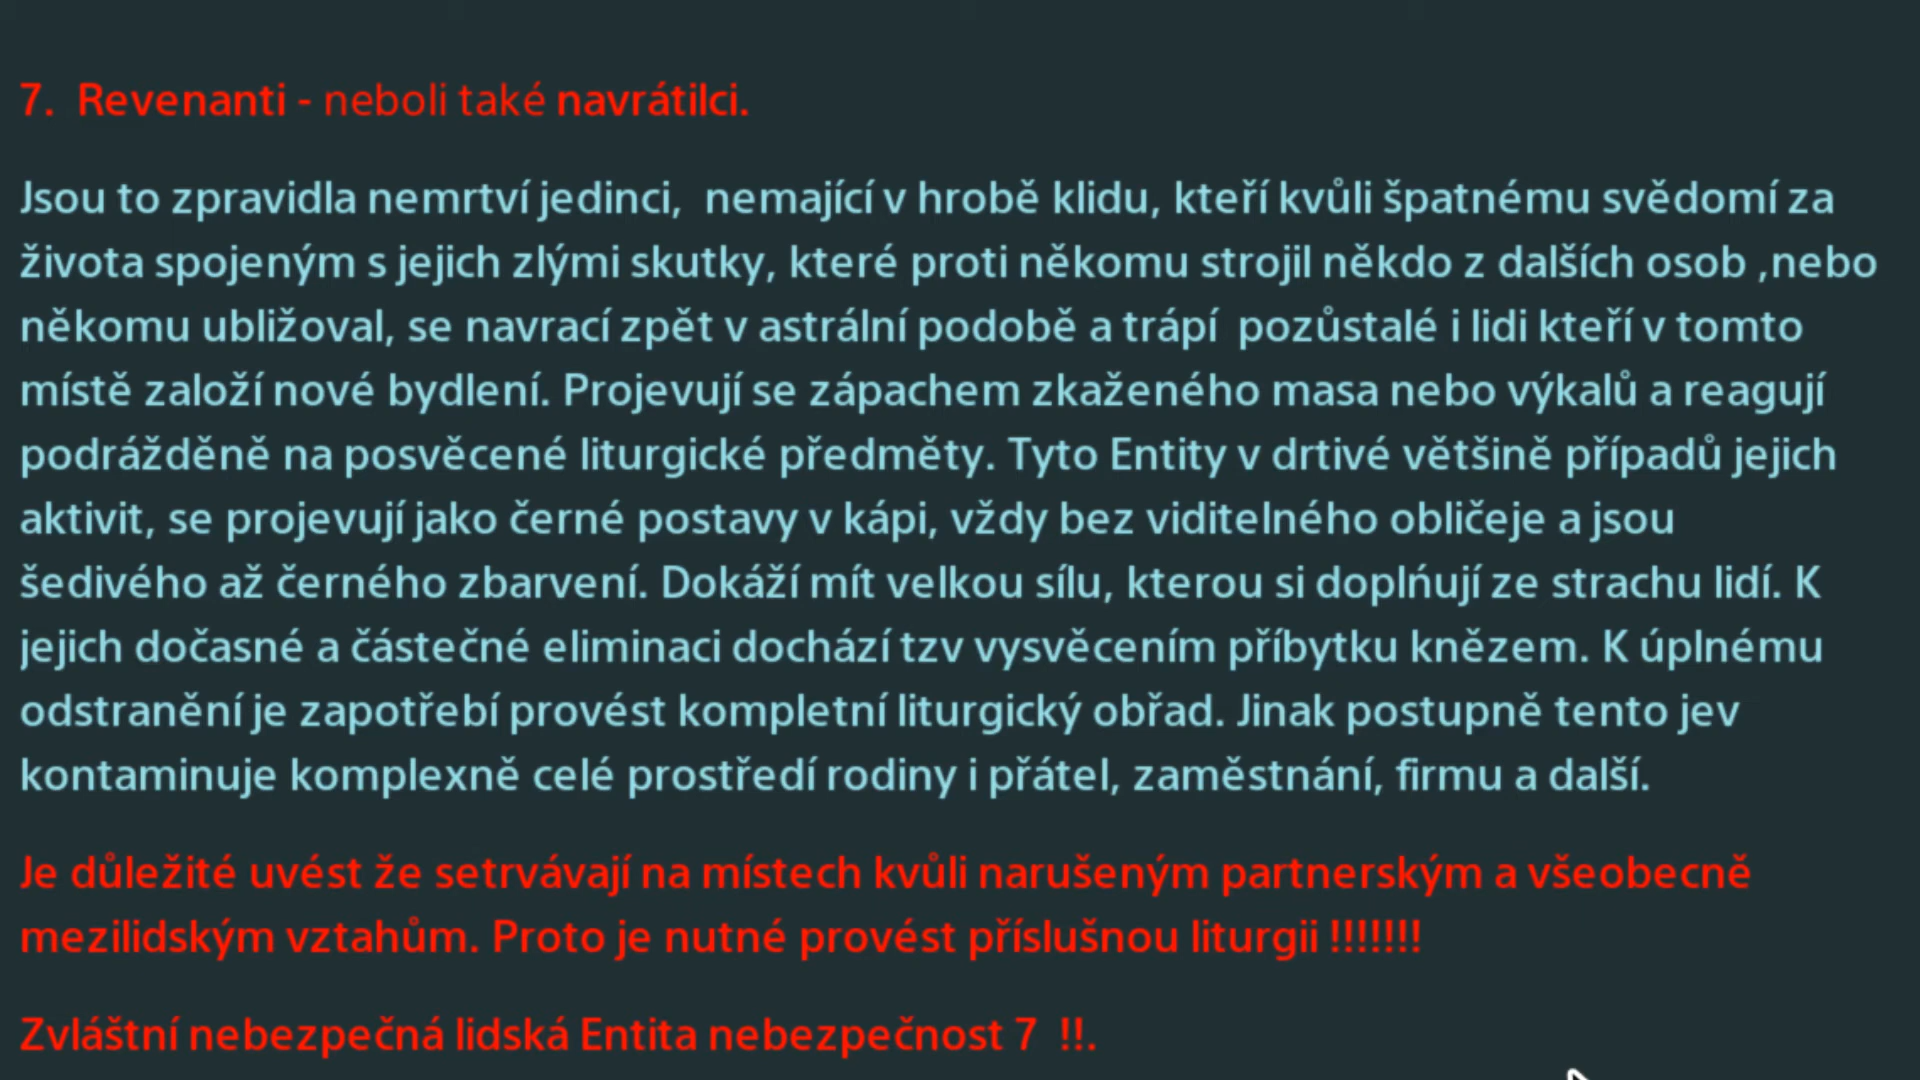 7. Revenanti - neboli také navrátilci.
Jsou to zpravidla nemrtví jedinci, nemající v hrobě klidu, kteří kvůli špatnému svědomí za
života spojeným s jejich zlými skutky, které proti někomu strojil někdo z dalších osob ,nebo
někomu ubližoval, se navrací zpět v astrální podobě a trápí pozůstalé i lidi kteří v tomto
místě založí nové bydlení. Projevují se zápachem zkaženého masa nebo výkalů a reagují
podrážděně na posvěcené liturgické předměty. Tyto Entity v drtivé většině případů jejich
aktivit, se projevují jako černé postavy v kápi, vždy bez viditelného obličeje a jsou
šedivého až černého zbarvení. Dokáží mít velkou sílu, kterou si doplńují ze strachu lidí. K
jejich dočasné a částečné eliminaci dochází tzv vysvěcením příbytku knězem. K úplnému
odstranění je zapotřebí provést kompletní liturgický obřad. Jinak postupně tento jev
kontaminuje komplexně celé prostředí rodiny i přátel, zaměstnání, firmu a další.
Je důležité uvést že setrvávají na místech kvůli narušeným partnerským a všeobecně
mezilidským vztahům. Proto je nutné provést příslušnou liturgii !!!!!!!
Zvláštní nebezpečná lidská Entita nebezpečnost 7 !!.